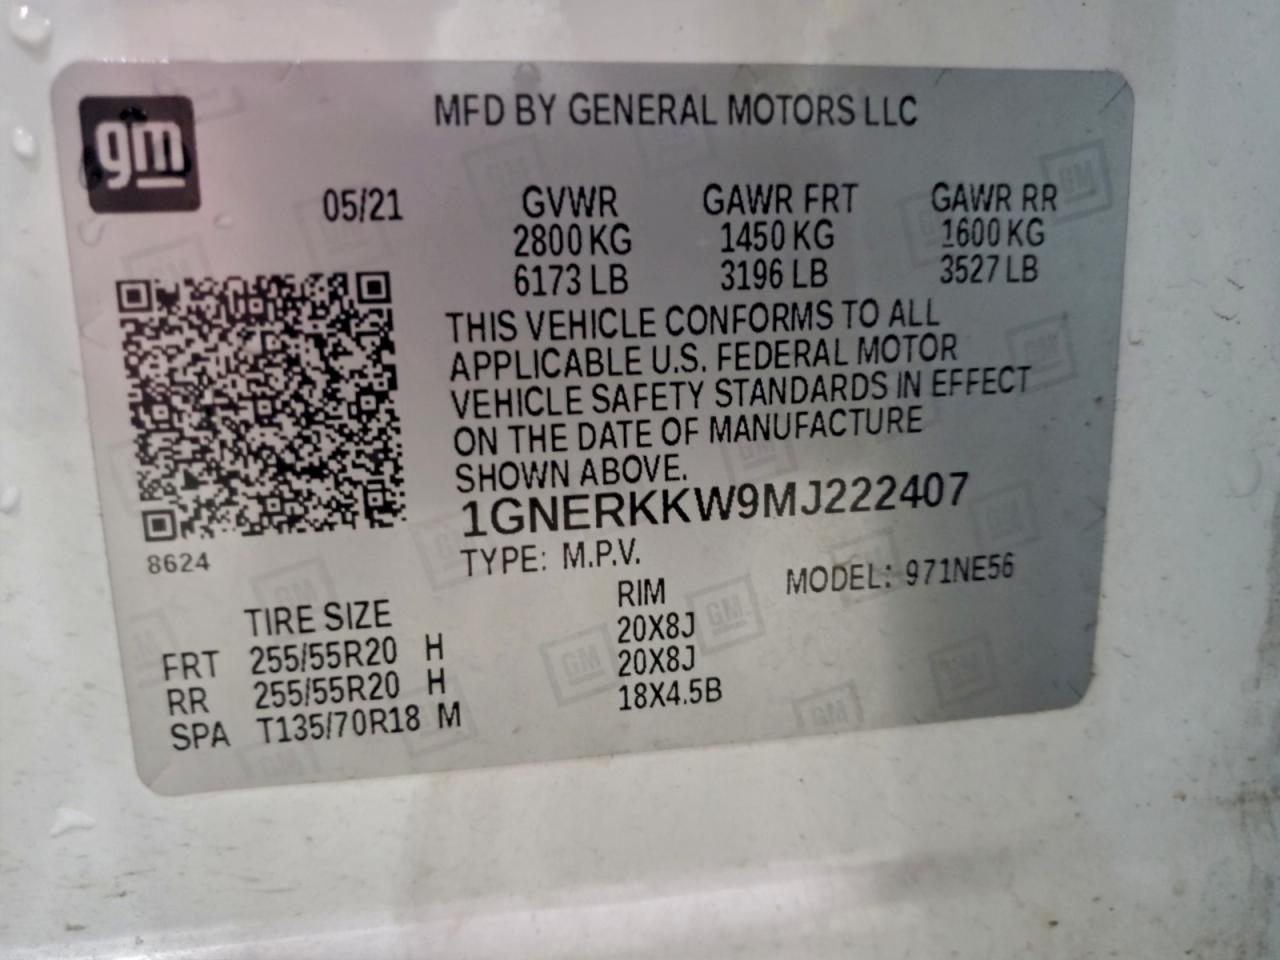 gm
MFD BY GENERAL MOTORS LLC
05/21 GVWR GAWR FRT GAWR RR
2800 KG 1450 KG 1600 KG
6173 LB 3196 LB 3527 LB
THIS VEHICLE CONFORMS TO ALL
APPLICABLE U.S. FEDERAL MOTOR
VEHICLE SAFETY STANDARDS IN EFFECT
ON THE DATE OF MANUFACTURE
SHOWN ABOVE.
1GNERKKW9MJ222407
8624
TYPE: M.P.V. MODEL: 971NE56
TIRE SIZE RIM
FRT 255/55R20 H 20X8J
RR 255/55R20 H 20X8J
SPA T135/70R18 M 18X4.5B